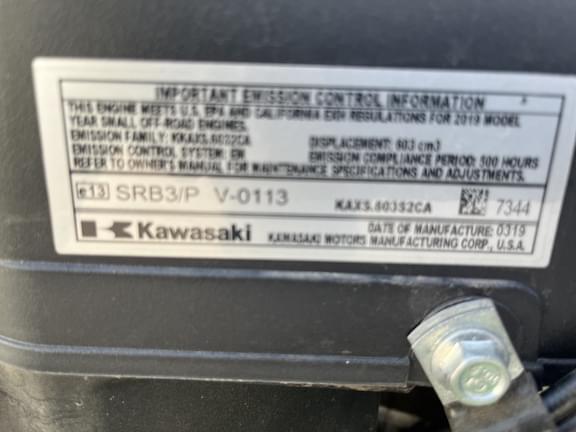 IMPORTANT EMISSION CONTROL INFORMATION
THIS ENGINE MEETS U.S. EPA AND CALIFORNIA EXH REGULATIONS FOR 2019 MODEL
YEAR SMALL OFF-ROAD ENGINES.
EMISSION FAMILY: KKAXS.6032CA DISPLACEMENT: 603 cm3
EMISSION CONTROL SYSTEM: EM EMISSION COMPLIANCE PERIOD: 500 HOURS
REFER TO OWNER'S MANUAL FOR MAINTENANCE SPECIFICATIONS AND ADJUSTMENTS.
e13 SRB3/P V-0113 KAXS.6032CA 7344
Kawasaki DATE OF MANUFACTURE: 0319
KAWASAKI MOTORS MANUFACTURING CORP., U.S.A.